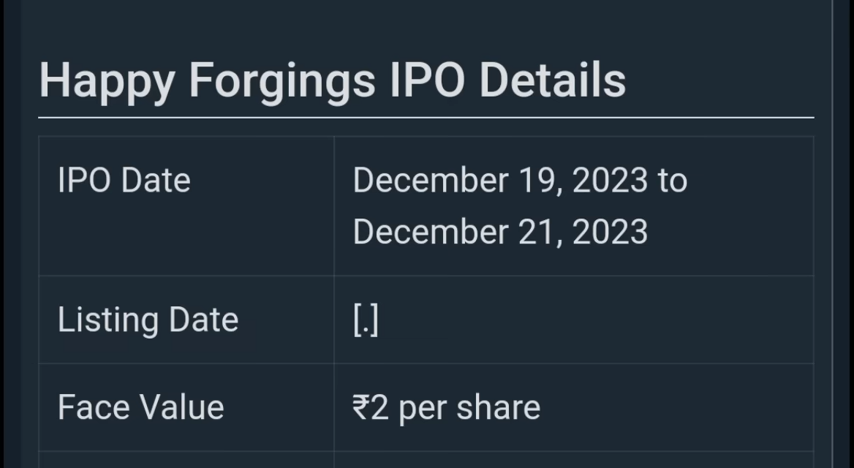 Happy Forgings IPO Details
IPO Date
December 19, 2023 to
December 21, 2023
Listing Date
[.]
Face Value
₹2 per share